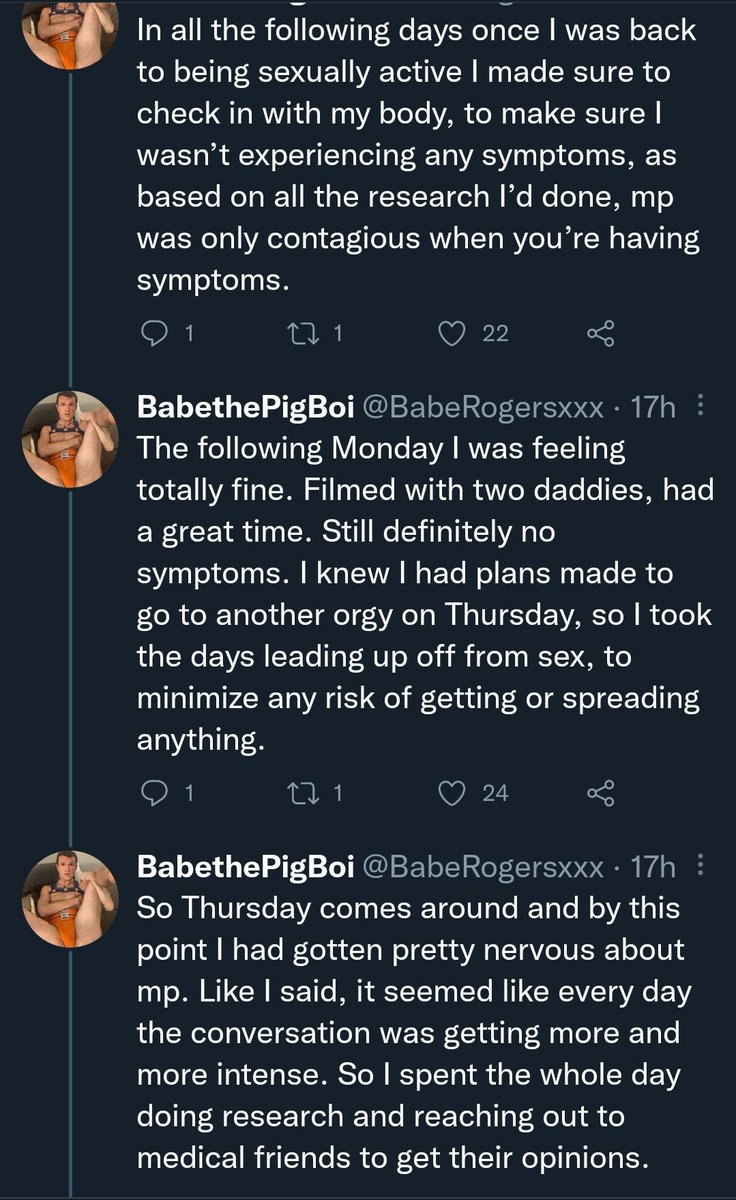 In all the following days once I was back
to being sexually active I made sure to
check in with my body, to make sure I
wasn’t experiencing any symptoms, as
based on all the research I’d done, mp
was only contagious when you’re having
symptoms.
1 1 22
BabethePigBoi @BabeRogersxxx · 17h
The following Monday I was feeling
totally fine. Filmed with two daddies, had
a great time. Still definitely no
symptoms. I knew I had plans made to
go to another orgy on Thursday, so I took
the days leading up off from sex, to
minimize any risk of getting or spreading
anything.
1 1 24
BabethePigBoi @BabeRogersxxx · 17h
So Thursday comes around and by this
point I had gotten pretty nervous about
mp. Like I said, it seemed like every day
the conversation was getting more and
more intense. So I spent the whole day
doing research and reaching out to
medical friends to get their opinions.